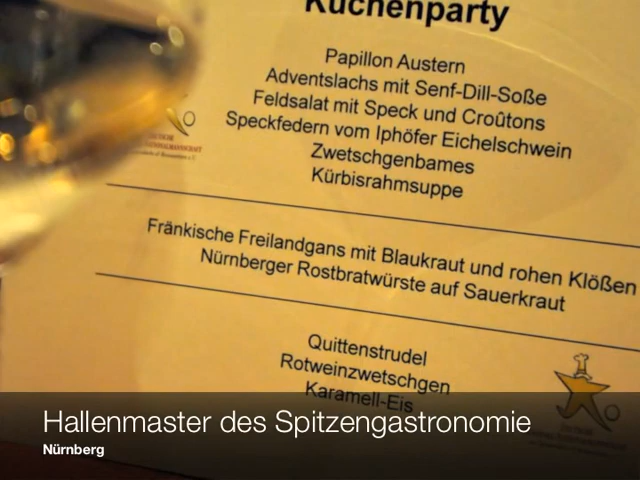 Küchenparty
Papillon Austern
Adventslachs mit Senf-Dill-Soße
Feldsalat mit Speck und Croûtons
Speckfedern vom Iphöfer Eichelschwein
Zwetschgenbames
Kürbisrahmsuppe
Fränkische Freilandgans mit Blaukraut und rohen Klößen
Nürnberger Rostbratwürste auf Sauerkraut
Quittenstrudel
Rotweinzwetschgen
Karamell-Eis
Hallenmaster des Spitzengastronomie
Nürnberg